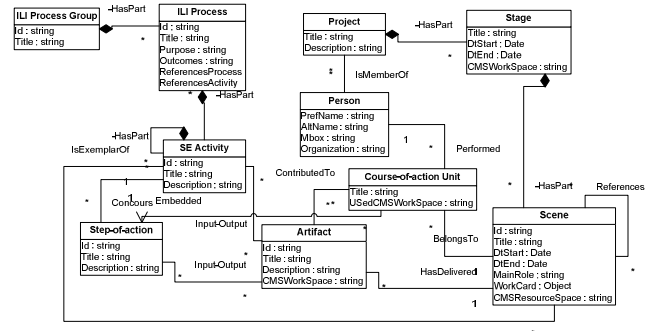 ILI Process Group
Id : string
Title : string
-HasPart
*
ILI Process
Id : string
Title : string
Purpose : string
Outcomes : string
ReferencesProcess
ReferencesActivity
*
-HasPart
Project
Title : string
Description : string
-HasPart
*
Stage
Title : string
DtStart : Date
DtEnd : Date
CMSWorkSpace : string
*
IsMemberOf
*
Person
PrefName : string
AltName : string
Mbox : string
Organization : string
1
*
Performed
-HasPart
IsExemplarOf
*
*
SE Activity
Id : string
Title : string
Description : string
*
ContributedTo
**
Course-of-action Unit
Title : string
USedCMSWorkSpace : string
*
-HasPart
*
References
*
1
1
*
Concours
Embedded
Input-Output
Step-of-action
Id : string
Title : string
Description : string
Input-Output
*
*
Artifact
Id : string
Title : string
Description : string
CMSWorkSpace : string
*
*
BelongsTo
HasDelivered
1
*
1
Scene
Id : string
Title : string
DtStart : Date
DtEnd : Date
MainRole : string
WorkCard : Object
CMSResourceSpace : string